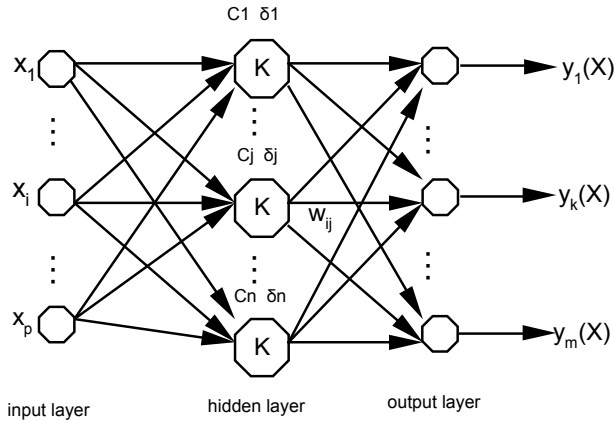 C1 δ1
x1
K
y1(X)
Cj δj
xi
K
wij
yk(X)
Cn δn
xp
K
ym(X)
input layer
hidden layer
output layer